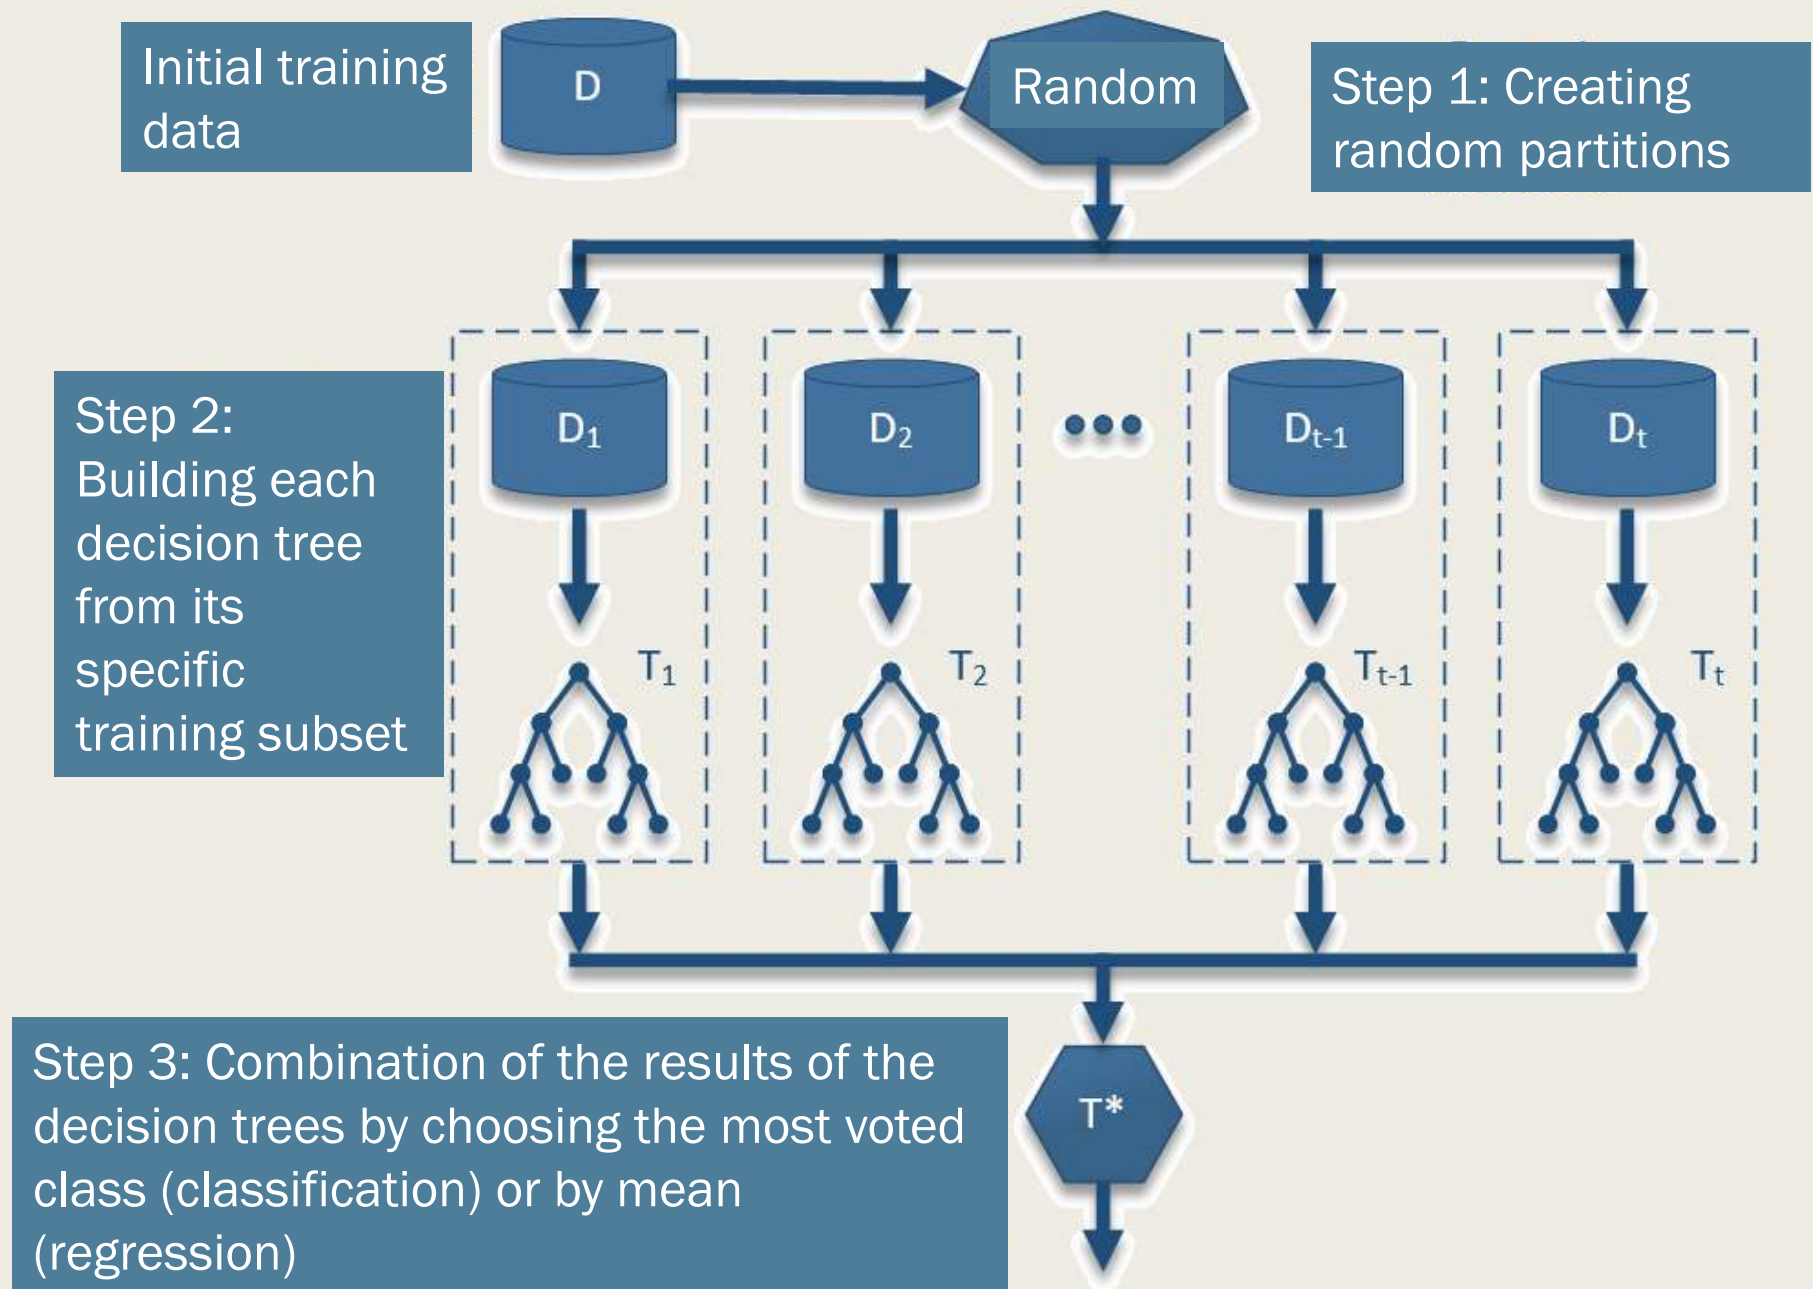 Initial training
data
D
Random
Step 1: Creating
random partitions
Step 2:
Building each
decision tree
from its
specific
training subset
D₁
D₂
Dₜ₋₁
Dₜ
T₁
T₂
Tₜ₋₁
Tₜ
Step 3: Combination of the results of the
decision trees by choosing the most voted
class (classification) or by mean
(regression)
T*